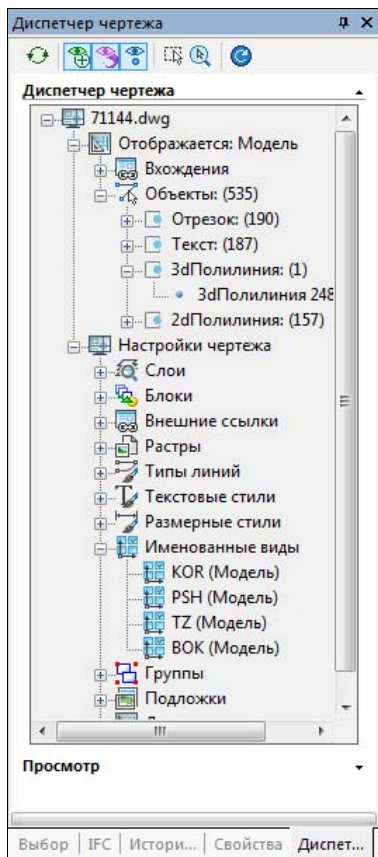 Диспетчер чертежа
Диспетчер чертежа
71144.dwg
Отображается: Модель
Вхождения
Объекты: (535)
Отрезок: (190)
Текст: (187)
3dПолилиния: (1)
3dПолилиния 248
2dПолилиния: (157)
Настройки чертежа
Слои
Блоки
Внешние ссылки
Растры
Типы линий
Текстовые стили
Размерные стили
Именованные виды
KOR (Модель)
PSH (Модель)
TZ (Модель)
BOK (Модель)
Группы
Подложки
Просмотр
Выбор IFC Истори... Свойства Диспет...